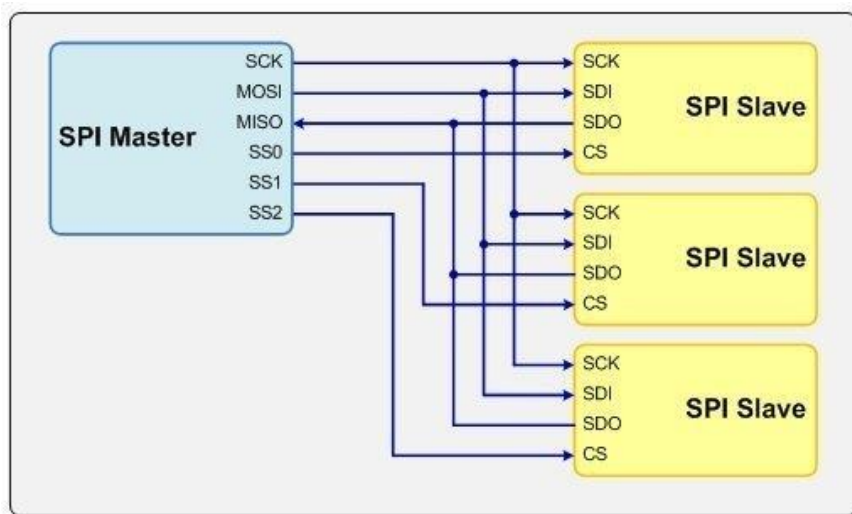 SPI Master
SCK
MOSI
MISO
SS0
SS1
SS2
SCK
SDI
SDO
CS
SPI Slave
SCK
SDI
SDO
CS
SPI Slave
SCK
SDI
SDO
CS
SPI Slave